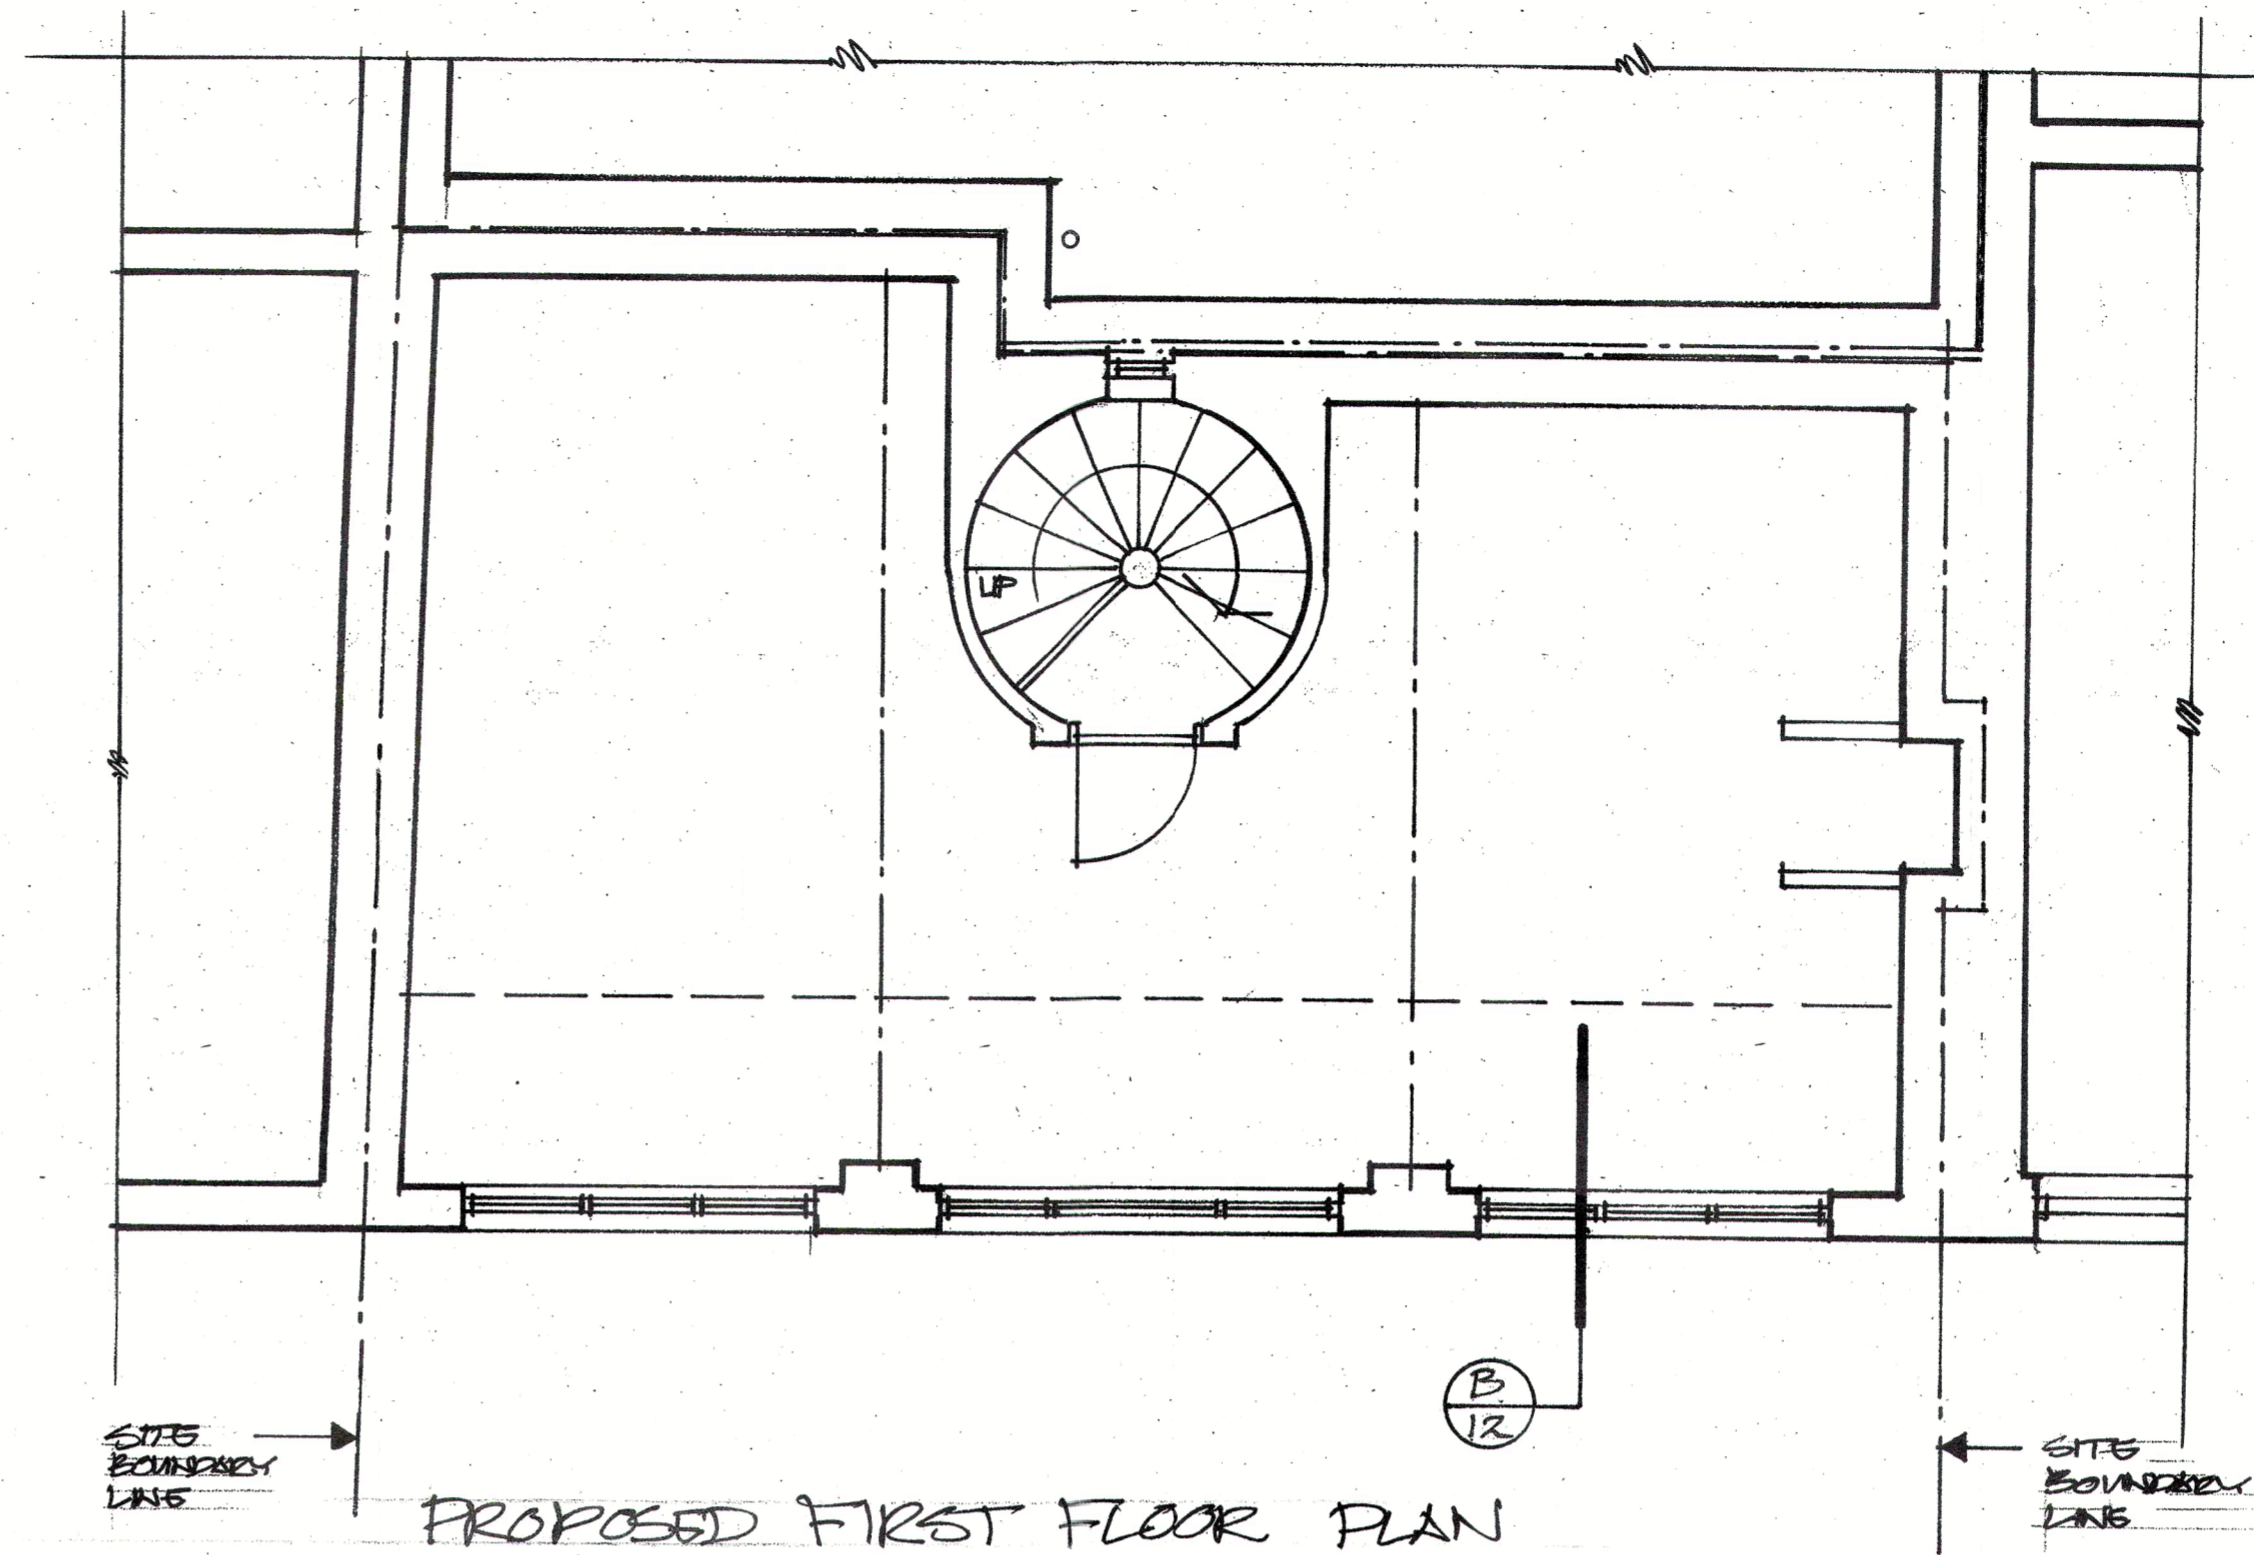 UP
B
12
SITE
BOUNDARY
LINE
SITE
BOUNDARY
LINE
PROPOSED FIRST FLOOR PLAN